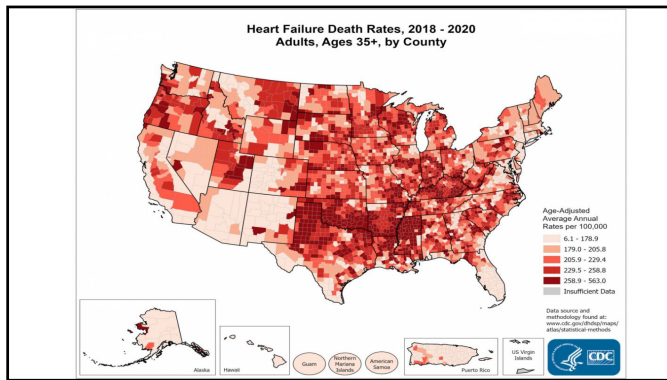 Heart Failure Death Rates, 2018 - 2020
Adults, Ages 35+, by County
Age-Adjusted
Average Annual
Rates per 100,000
6.1 - 178.9
179.0 - 205.8
205.9 - 229.4
229.5 - 258.8
258.9 - 563.0
Insufficient Data
Data source and
methodology found at:
www.cdc.gov/dhdsp/maps/
atlas/statistical-methods
Alaska
Hawaii
Guam
Northern
Mariana
Islands
American
Samoa
Puerto Rico
US Virgin
Islands
CDC